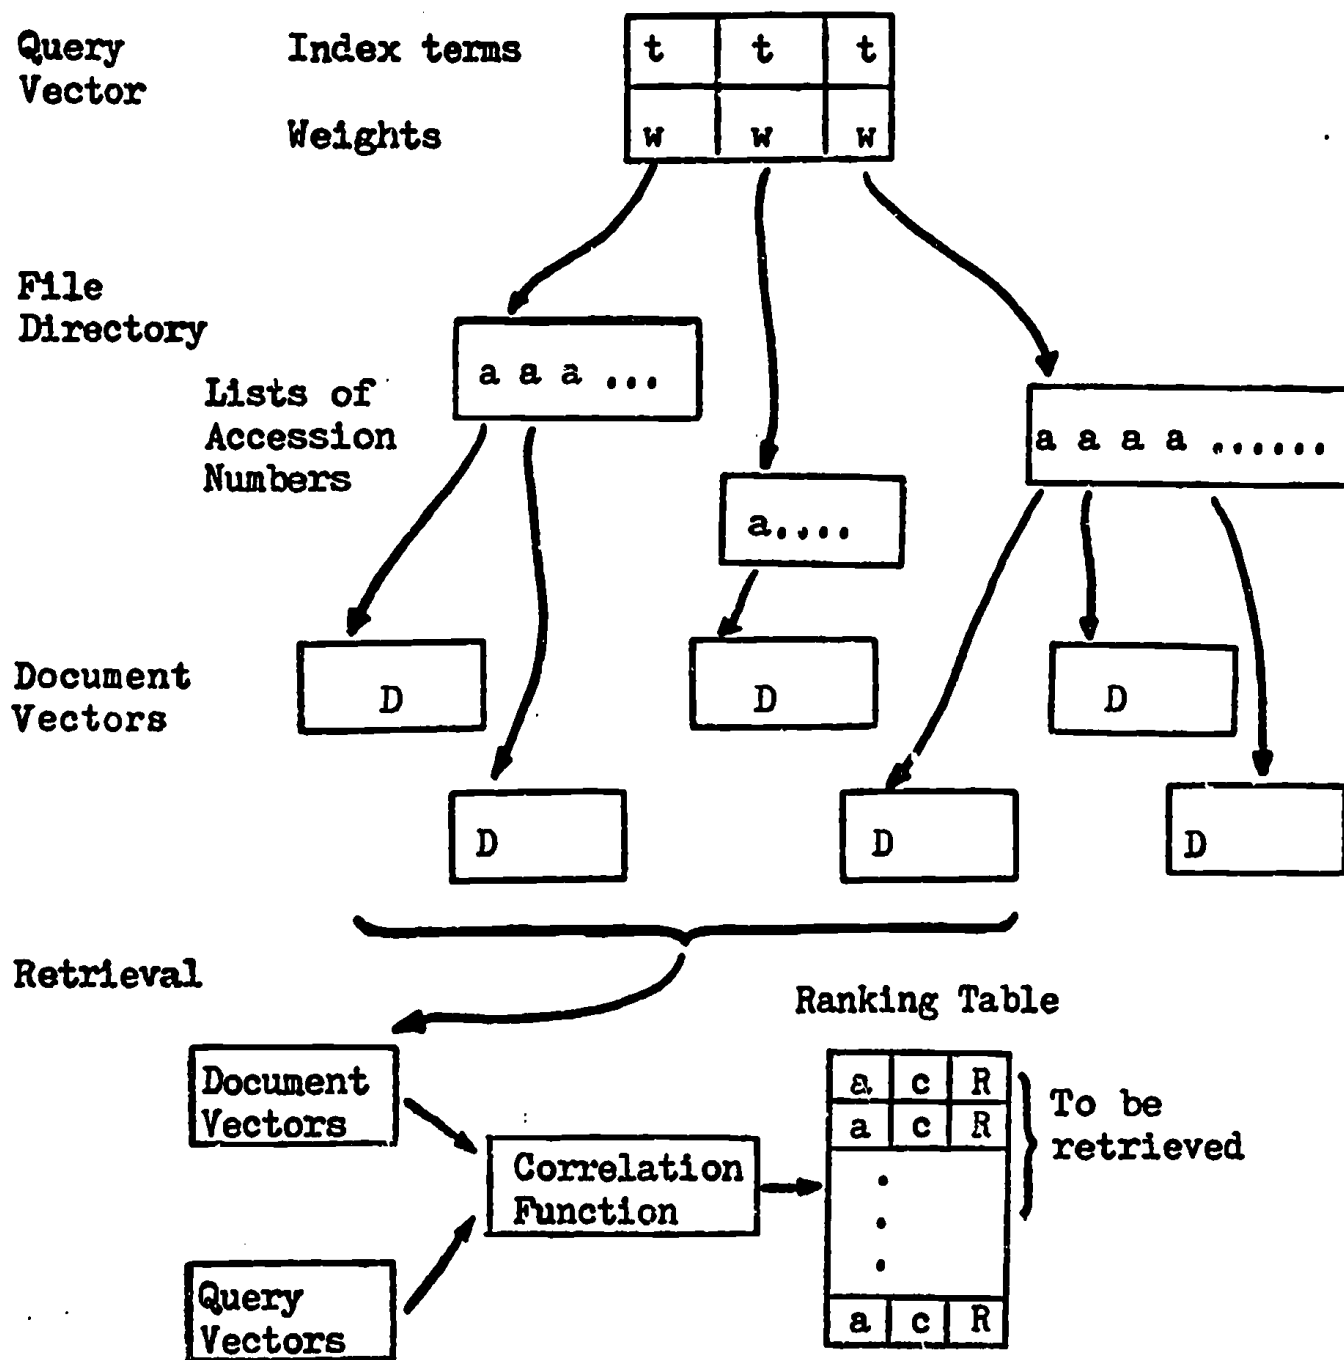 Query
Vector
Index terms
t t t
Weights
w w w
File
Directory
Lists of
Accession
Numbers
a a a ...
a a a a ......
a....
Document
Vectors
D
D
D
D
D
D
Retrieval
Ranking Table
Document
Vectors
Correlation
Function
Query
Vectors
a c R
a c R
.
.
.
a c R
To be
retrieved